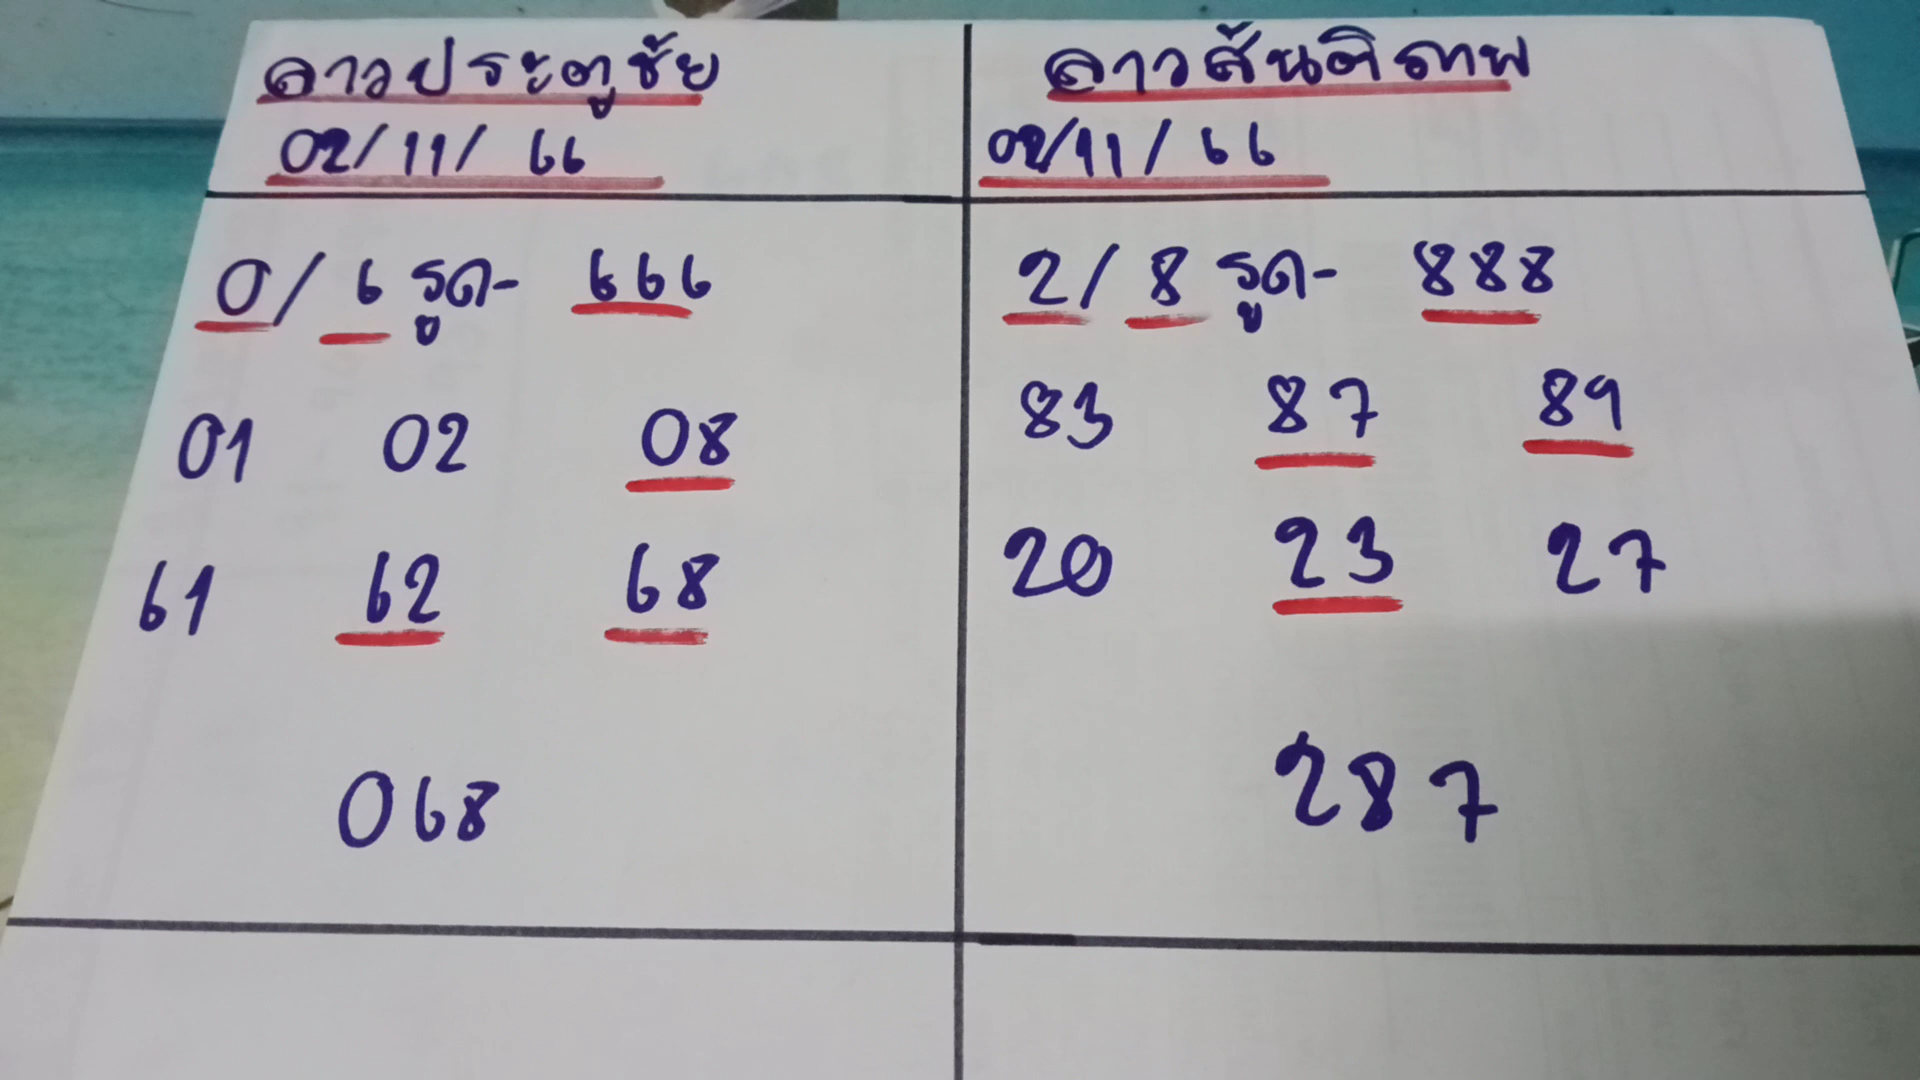 ลาวประตูชัย
02/11/66
0/6 รูด- 666
01 02 08
61 62 68
068
ลาวสันติภาพ
02/11/66
2/8 รูด- 888
83 87 89
20 23 27
287